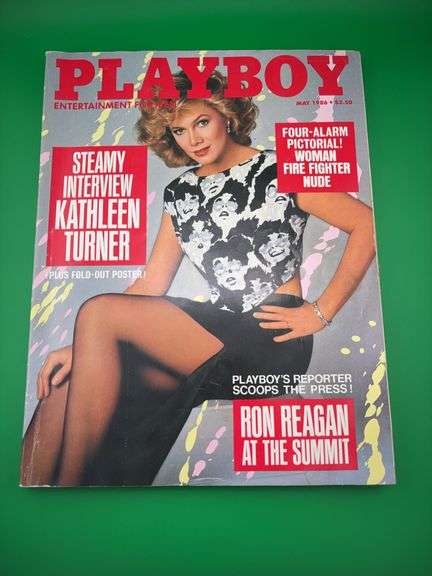 PLAYBOY
ENTERTAINMENT FOR MEN
MAY 1986 • $3.50
FOUR-ALARM
PICTORIAL!
WOMAN
FIRE FIGHTER
NUDE
STEAMY
INTERVIEW
KATHLEEN
TURNER
(PLUS FOLD-OUT POSTER)
PLAYBOY'S REPORTER
SCOOPS THE PRESS!
RON REAGAN
AT THE SUMMIT